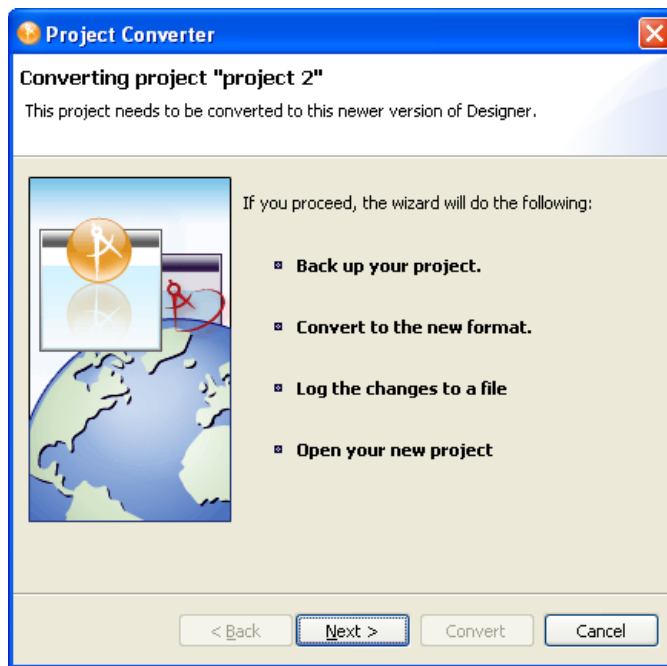 Project Converter
Converting project "project 2"
This project needs to be converted to this newer version of Designer.
If you proceed, the wizard will do the following:
Back up your project.
Convert to the new format.
Log the changes to a file
Open your new project
< Back Next > Convert Cancel